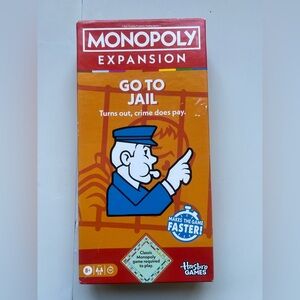 MONOPOLY
EXPANSION
GO TO
JAIL
Turns out, crime does pay.
MAKES THE GAME
FASTER!
Classic
Monopoly
game required
to play.
8+
Hasbro
GAMES